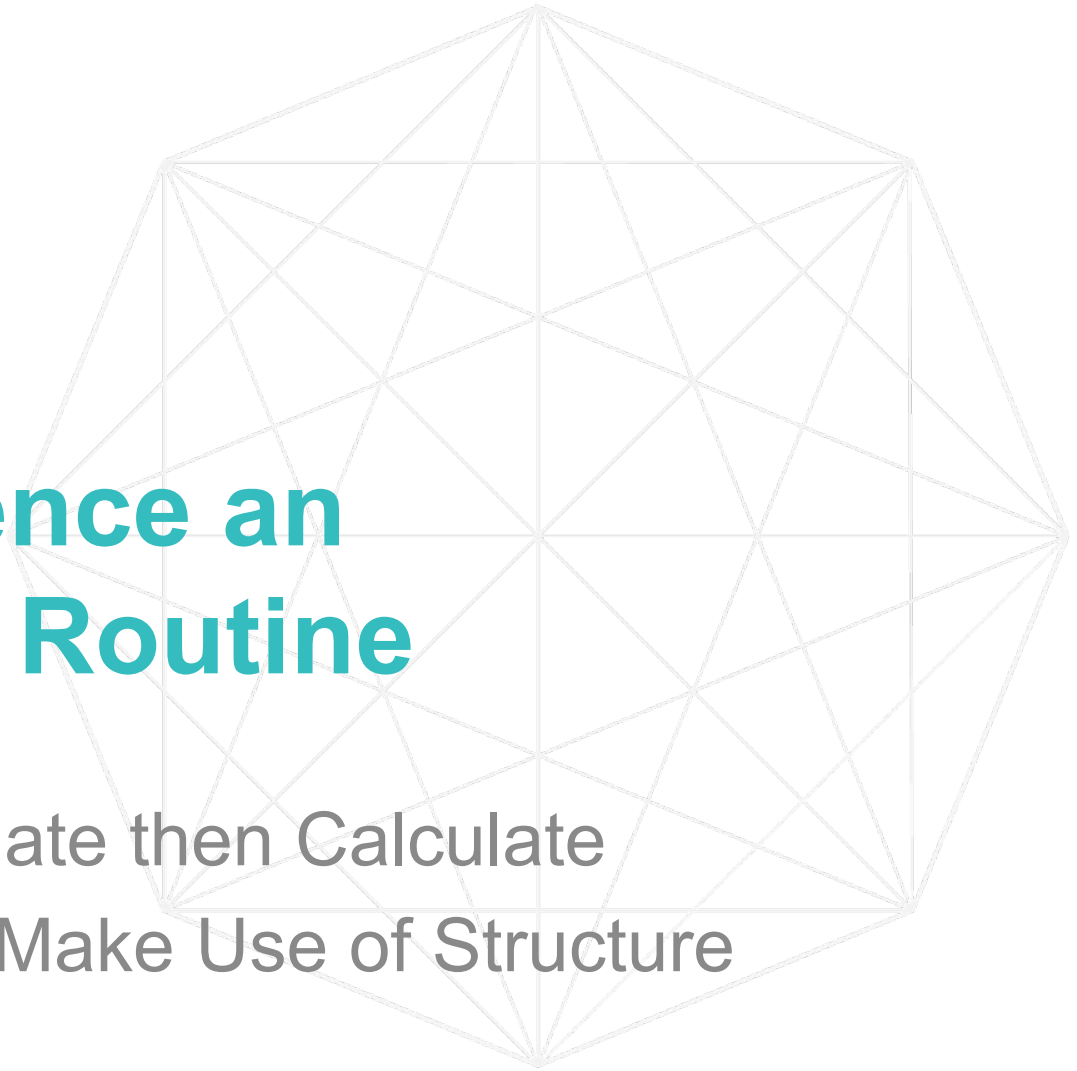 ence an
Routine
ate then Calculate
Make Use of Structure